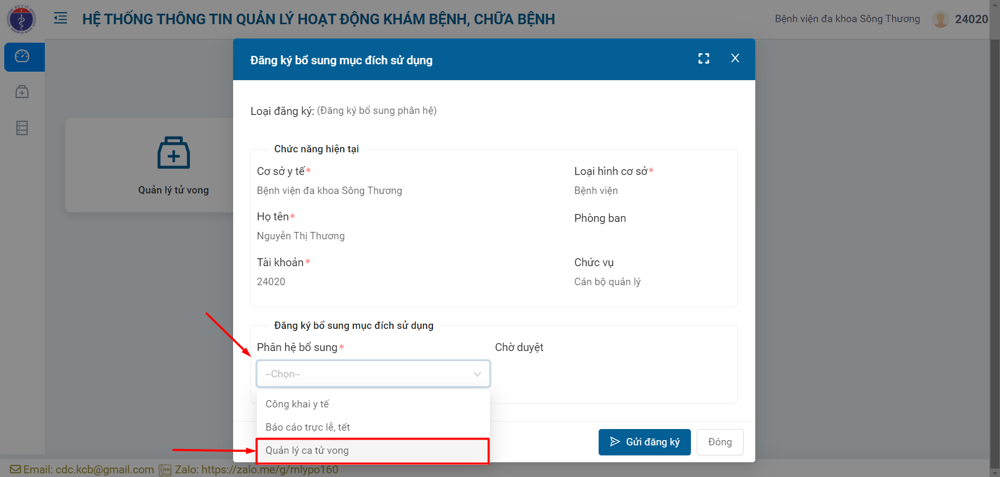 BỘ Y TẾ
MINISTRY OF HEALTH
HỆ THỐNG THÔNG TIN QUẢN LÝ HOẠT ĐỘNG KHÁM BỆNH, CHỮA BỆNH
Bệnh viện đa khoa Sông Thương
24020
Đăng ký bổ sung mục đích sử dụng
Loại đăng ký: (Đăng ký bổ sung phân hệ)
Quản lý tử vong
Chức năng hiện tại
Cơ sở y tế*
Loại hình cơ sở*
Bệnh viện đa khoa Sông Thương
Bệnh viện
Họ tên*
Phòng ban
Nguyễn Thị Thương
Tài khoản*
Chức vụ
24020
Cán bộ quản lý
Đăng ký bổ sung mục đích sử dụng
Phân hệ bổ sung*
Chờ duyệt
--Chọn--
Công khai y tế
Báo cáo trực lễ, tết
Quản lý ca tử vong
Gửi đăng ký
Đóng
Email: cdc.kcb@gmail.com Zalo Zalo: https://zalo.me/g/rnlypo160